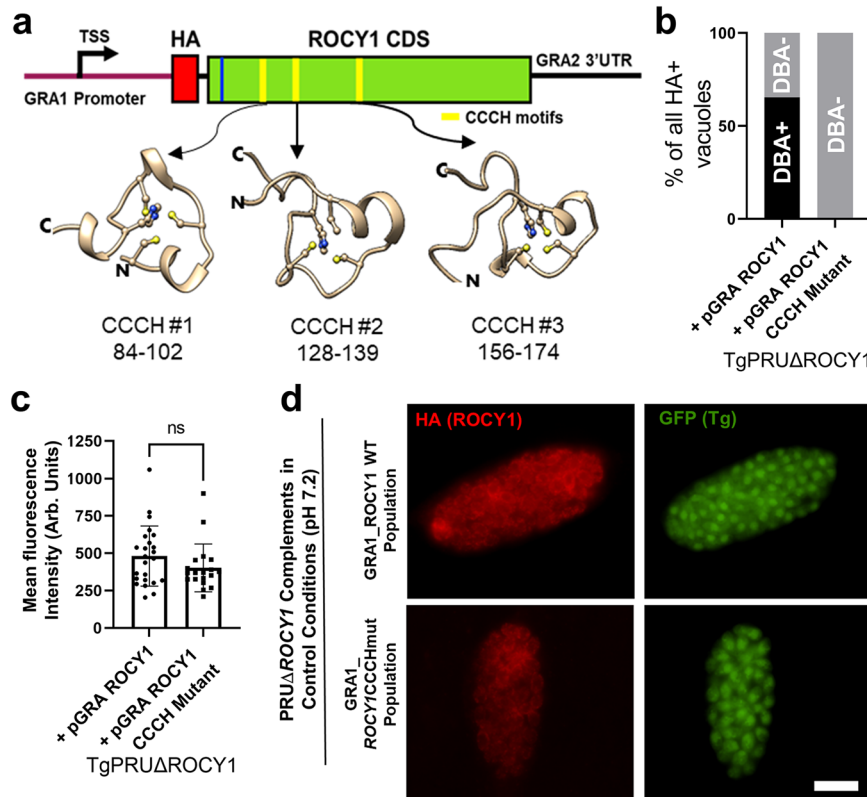 a
TSS
HA
ROCY1 CDS
GRA2 3'UTR
GRA1 Promoter
CCCH motifs
C
N
C
N
C
N
CCCH #1
84-102
CCCH #2
128-139
CCCH #3
156-174
b
% of all HA+
vacuoles
100
50
0
DBA-
DBA+
DBA-
+ pGRA ROCY1
+ pGRA ROCY1
CCCH Mutant
TgPRUΔROCY1
c
Mean fluorescence
Intensity (Arb. Units)
1250
1000
750
500
250
0
ns
+ pGRA ROCY1
+ pGRA ROCY1
CCCH Mutant
TgPRUΔROCY1
d
PRUΔROCY1 Complements in
Control Conditions (pH 7.2)
HA (ROCY1)
GFP (Tg)
GRA1_ROCY1 WT
Population
GRA1_
ROCY1CCCHmut
Population